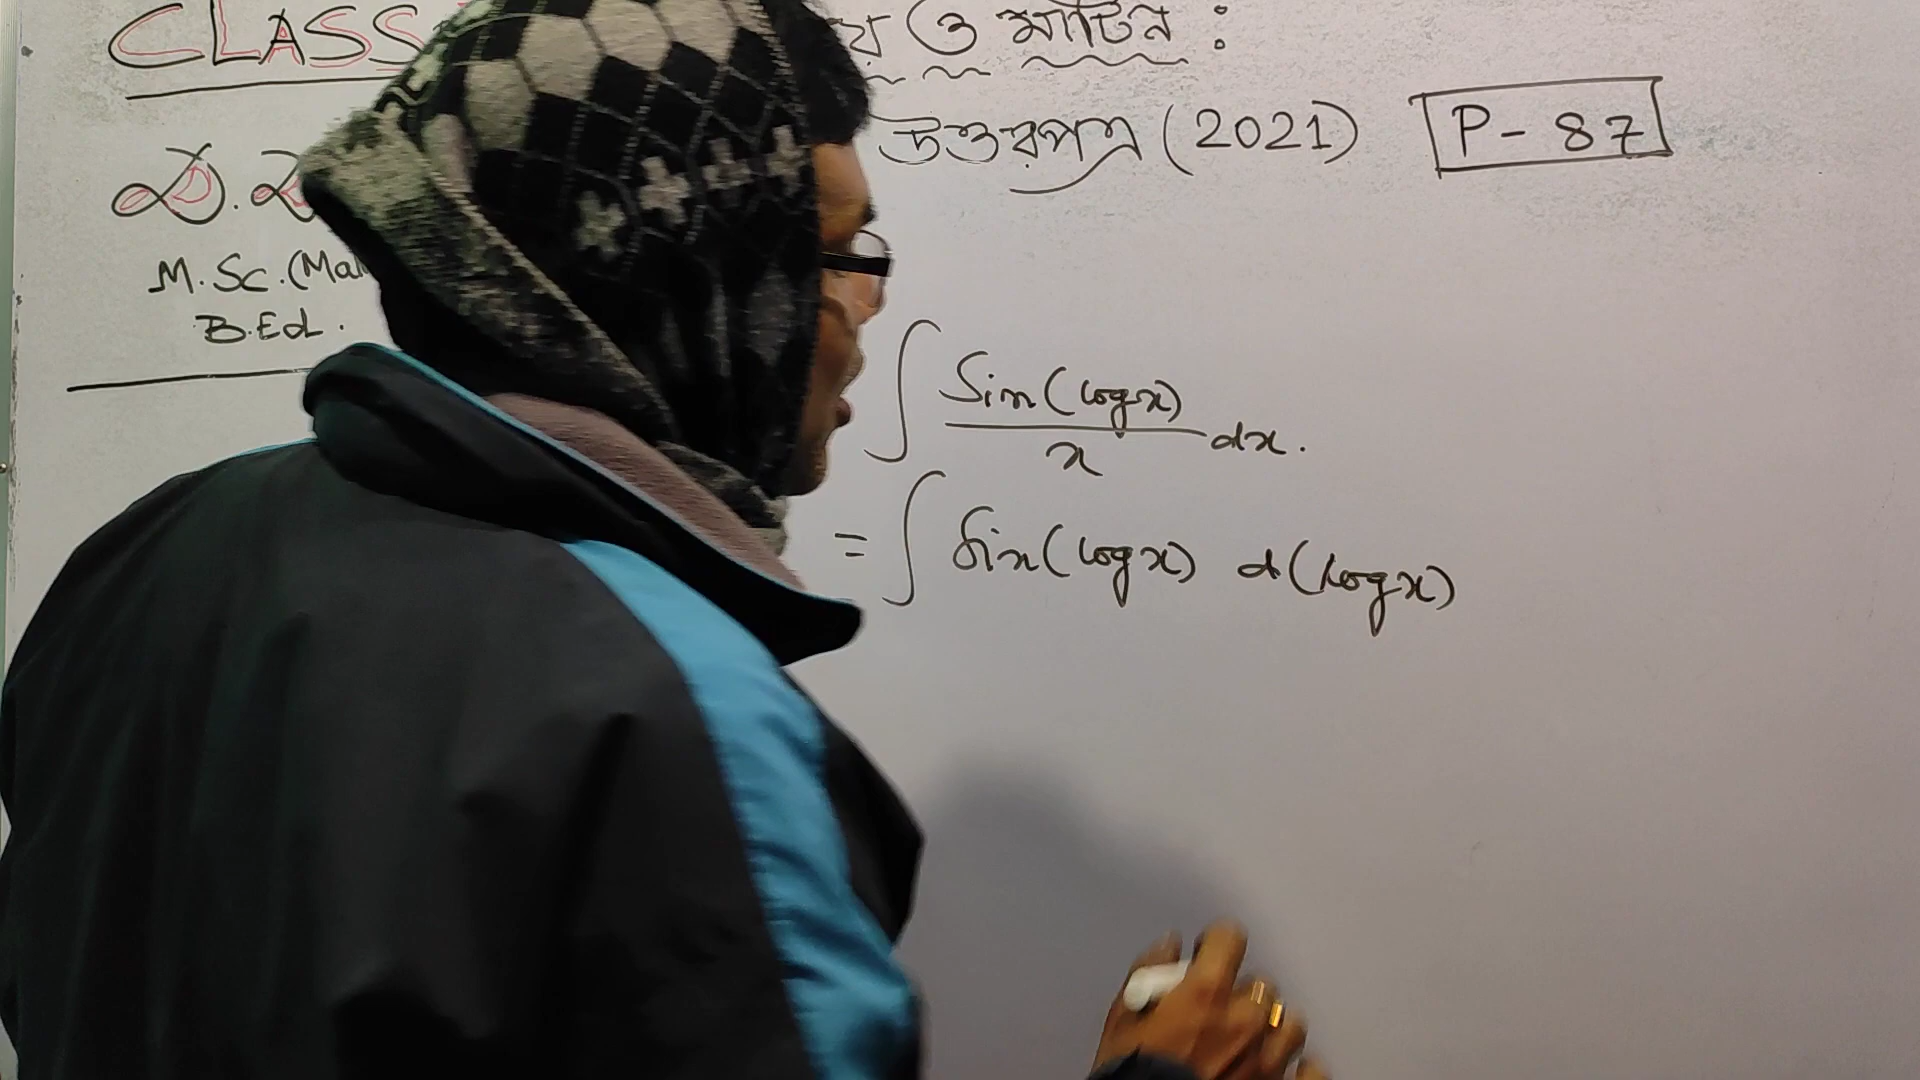 CLASS
ও মার্টিন :
উত্তরপত্র (2021) P - 87
M.Sc.(Ma
B.Ed.
∫ Sin(logx)/x dx.
= ∫ Sin(logx) d(logx)